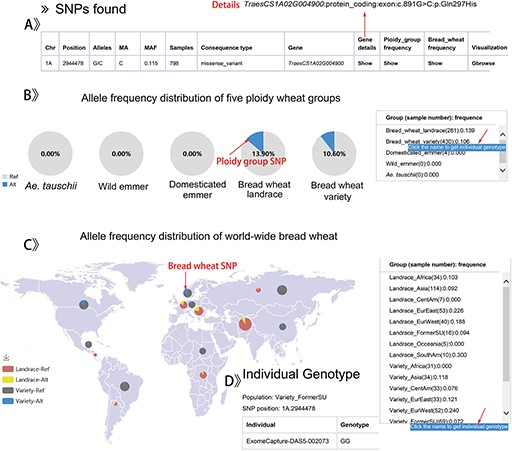 Details TraesCS1A02G004900:protein_coding:exon:c.891G>C:p.Gln297His
A》 » SNPs found
Chr Position Alleles MA MAF Samples Consequence type Gene Gene details Ploidy_group frequency Bread_wheat frequency Visualization
1A 2944478 G/C C 0.115 798 missense_variant TraesCS1A02G004900 Show Show Show Gbrowse
B》 Allele frequency distribution of five ploidy wheat groups
0.00% 0.00% 0.00% 13.90% 10.60%
Ploidy group SNP
Ref
Alt
Ae. tauschii Wild emmer Domesticated emmer Bread wheat landrace Bread wheat variety
Group (sample number): frequence
Bread_wheat_landrace(281):0.139
Bread_wheat_variety(430):0.106
Click the name to get individual genotype
Domesticated_emmer(4):0.000
Wild_emmer(0):0.000
Ae. tauschii(0):0.000
C》 Allele frequency distribution of world-wide bread wheat
Bread wheat SNP
Landrace-Ref
Landrace-Alt
Variety-Ref
Variety-Alt
Group (sample number): frequence
Landrace_Africa(34):0.103
Landrace_Asia(114):0.092
Landrace_CentAm(7):0.000
Landrace_EurEast(53):0.226
Landrace_EurWest(40):0.188
Landrace_FormerSU(16):0.094
Landrace_Oceania(5):0.000
Landrace_SouthAm(10):0.300
Variety_Africa(31):0.000
Variety_Asia(34):0.118
Variety_CentAm(33):0.076
Variety_EurEast(33):0.121
Variety_EurWest(52):0.240
Variety_FormerSU(69):0.072
Click the name to get individual genotype
D》 Individual Genotype
Population: Variety_FormerSU
SNP position: 1A:2944478
Individual Genotype
ExomeCapture-DAS5-002073 GG